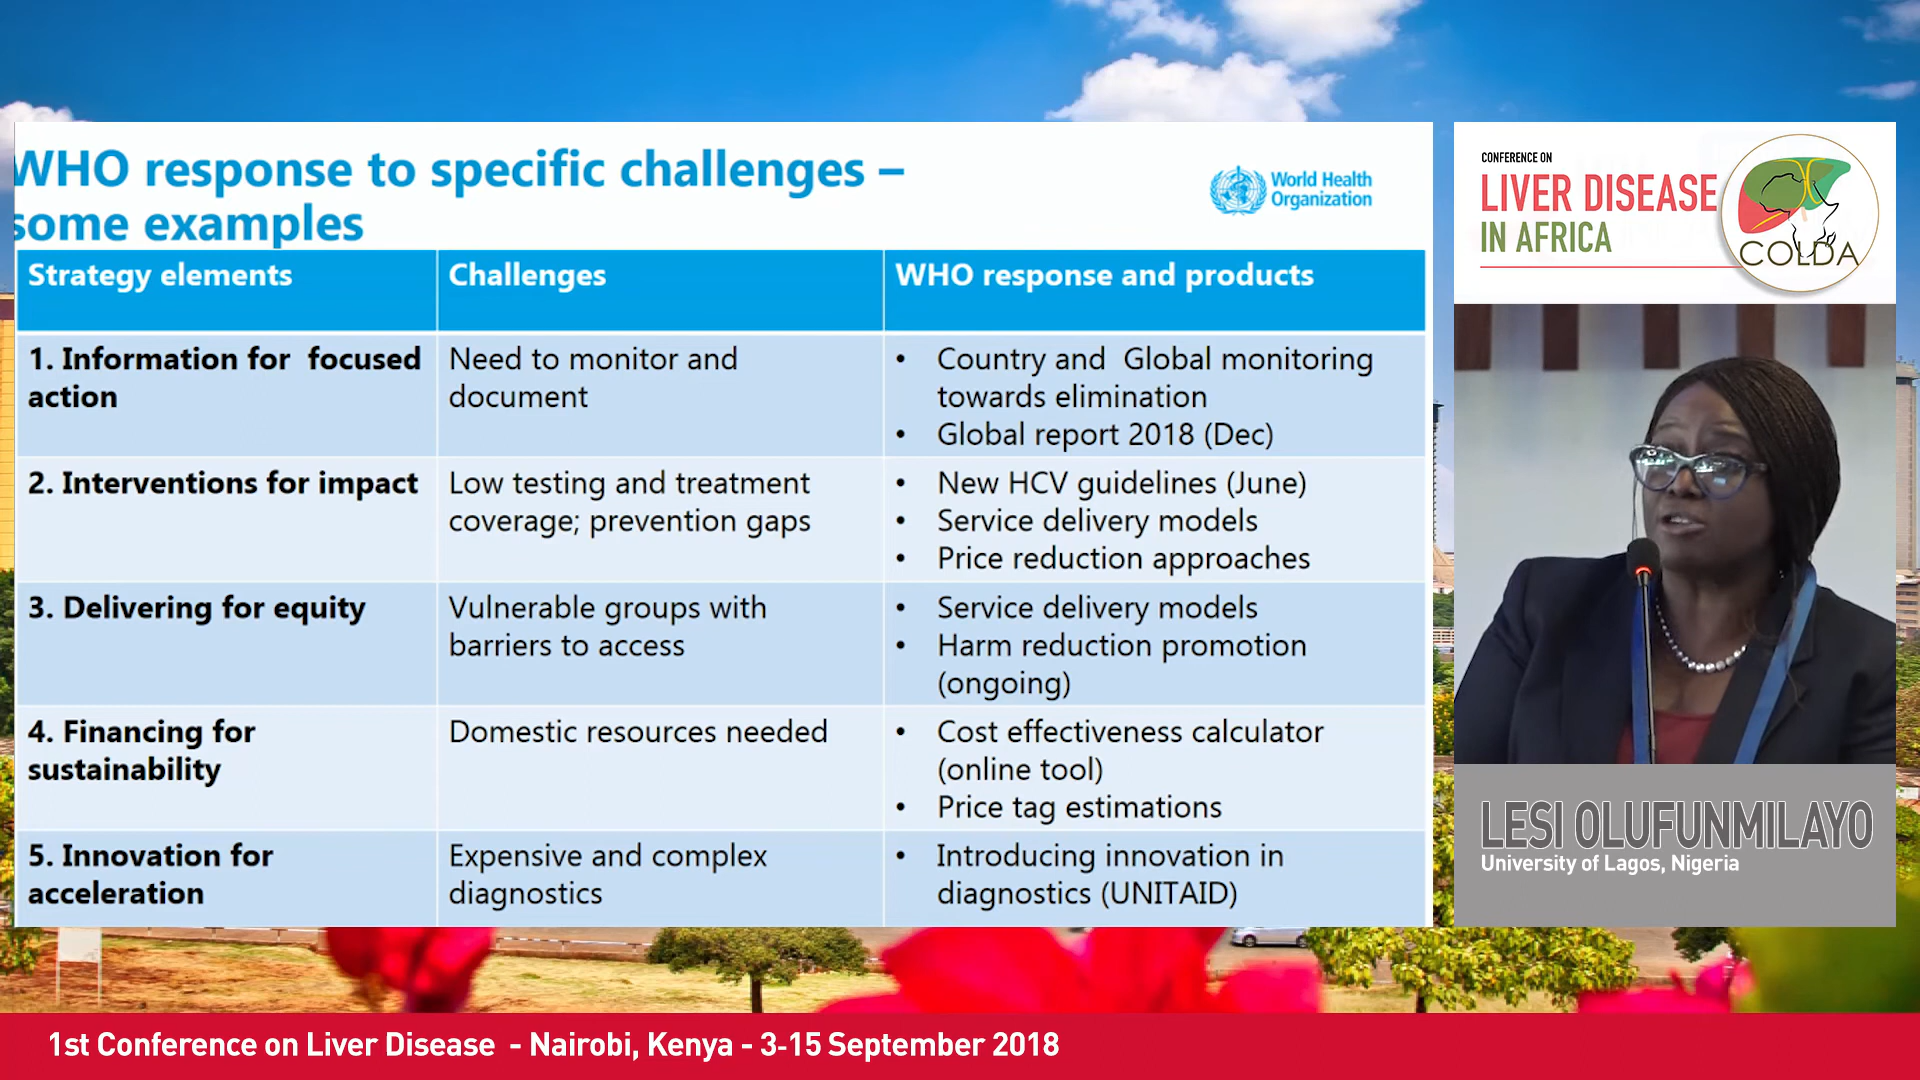 WHO response to specific challenges –
some examples
World Health
Organization
Strategy elements
Challenges
WHO response and products
1. Information for focused
action
Need to monitor and
document
• Country and Global monitoring
towards elimination
• Global report 2018 (Dec)
2. Interventions for impact
Low testing and treatment
coverage; prevention gaps
• New HCV guidelines (June)
• Service delivery models
• Price reduction approaches
3. Delivering for equity
Vulnerable groups with
barriers to access
• Service delivery models
• Harm reduction promotion
(ongoing)
4. Financing for
sustainability
Domestic resources needed
• Cost effectiveness calculator
(online tool)
• Price tag estimations
5. Innovation for
acceleration
Expensive and complex
diagnostics
• Introducing innovation in
diagnostics (UNITAID)
CONFERENCE ON
LIVER DISEASE
IN AFRICA
COLDA
LESI OLUFUNMILAYO
University of Lagos, Nigeria
1st Conference on Liver Disease - Nairobi, Kenya - 3-15 September 2018